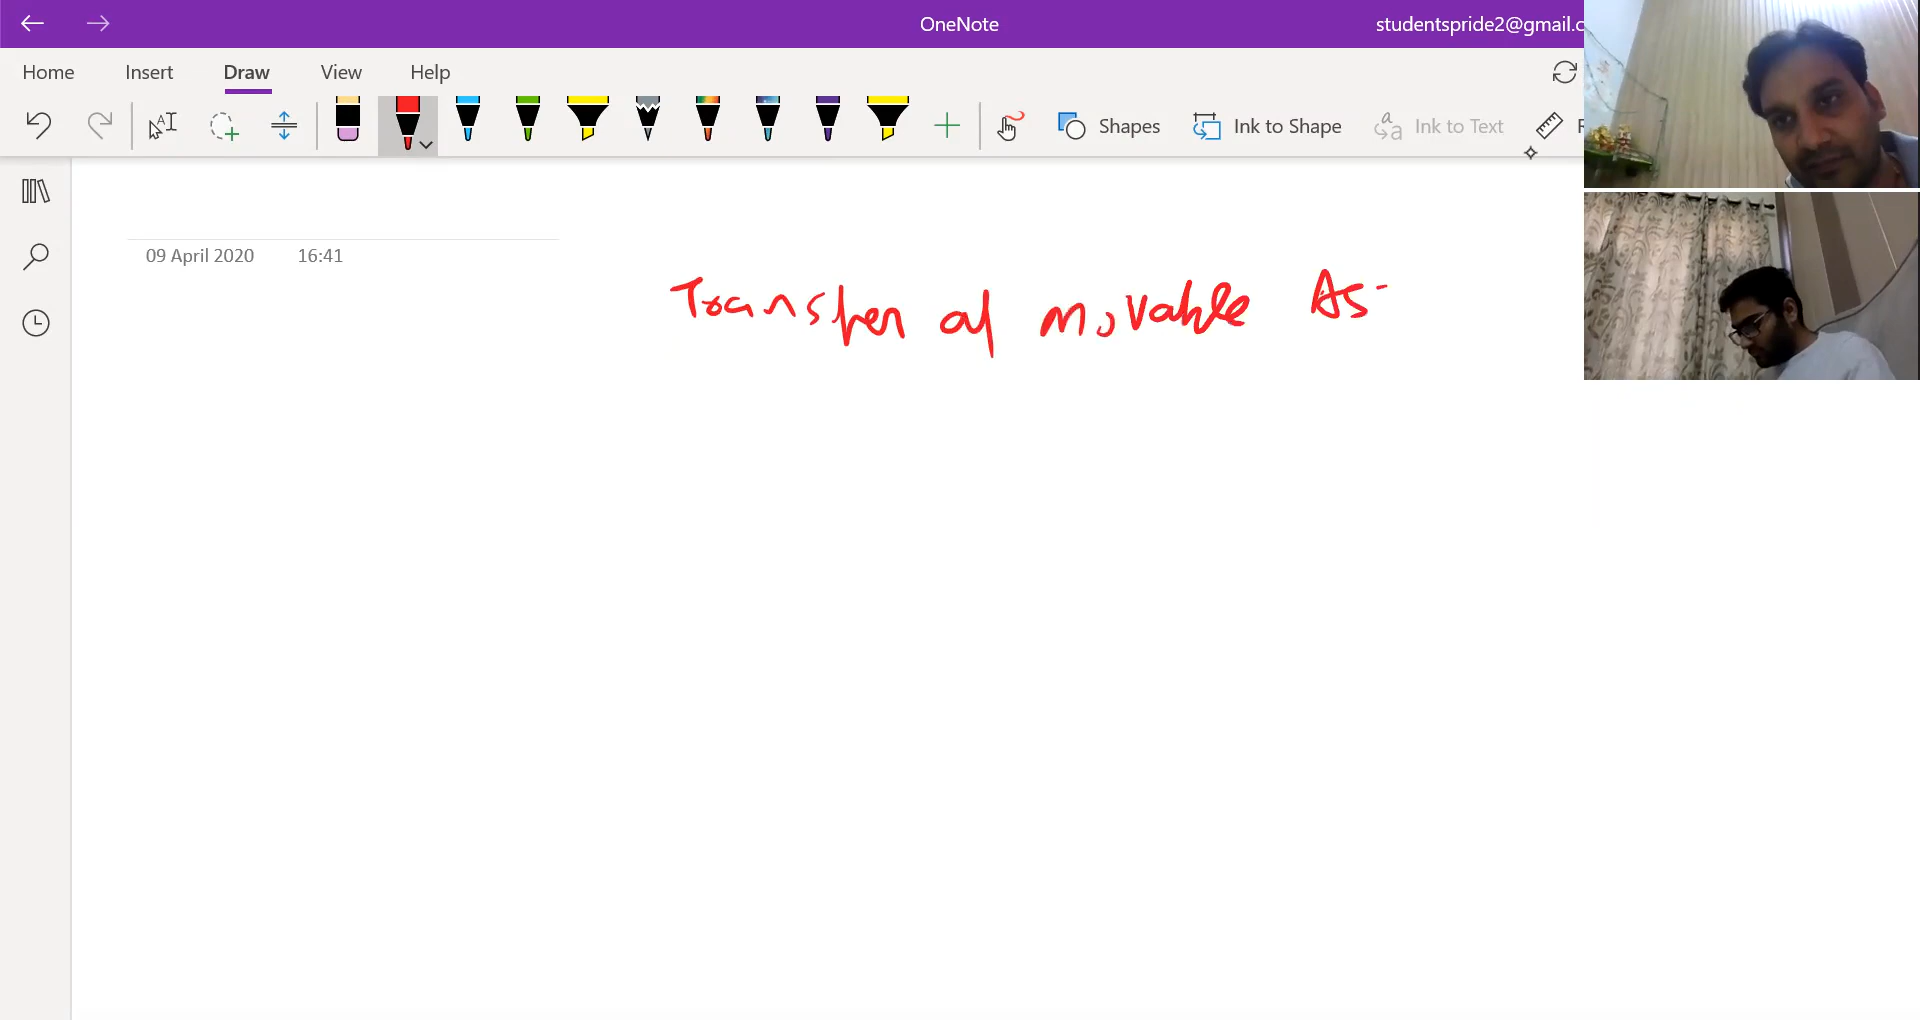 OneNote
studentspride2@gmail.c
Home Insert Draw View Help
Shapes Ink to Shape Ink to Text
09 April 2020 16:41
Transfer of movable As